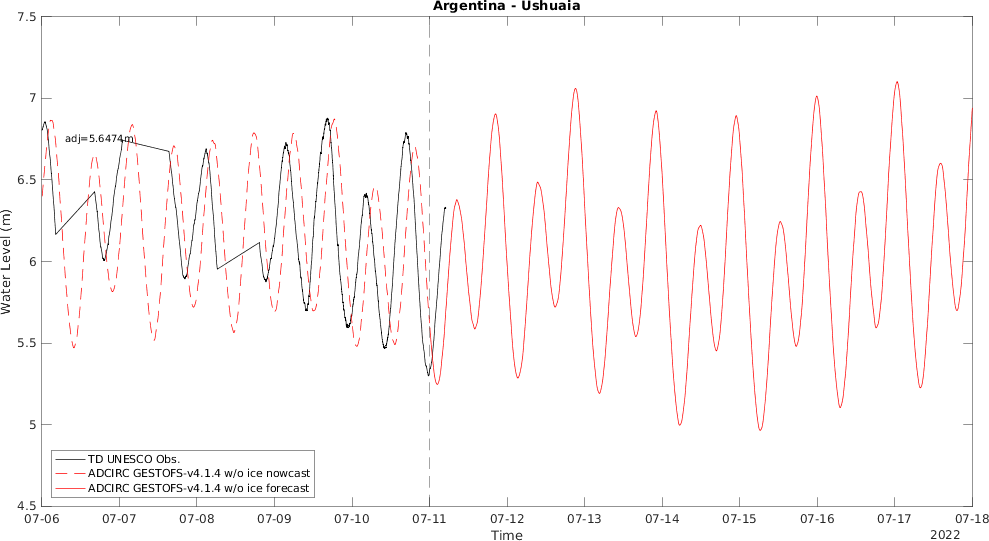 Argentina - Ushuaia
7.5
7
6.5
6
5.5
5
4.5
Water Level (m)
adj=5.6474m
TD UNESCO Obs.
ADCIRC GESTOFS-v4.1.4 w/o ice nowcast
ADCIRC GESTOFS-v4.1.4 w/o ice forecast
07-06 07-07 07-08 07-09 07-10 07-11 07-12 07-13 07-14 07-15 07-16 07-17 07-18
Time
2022